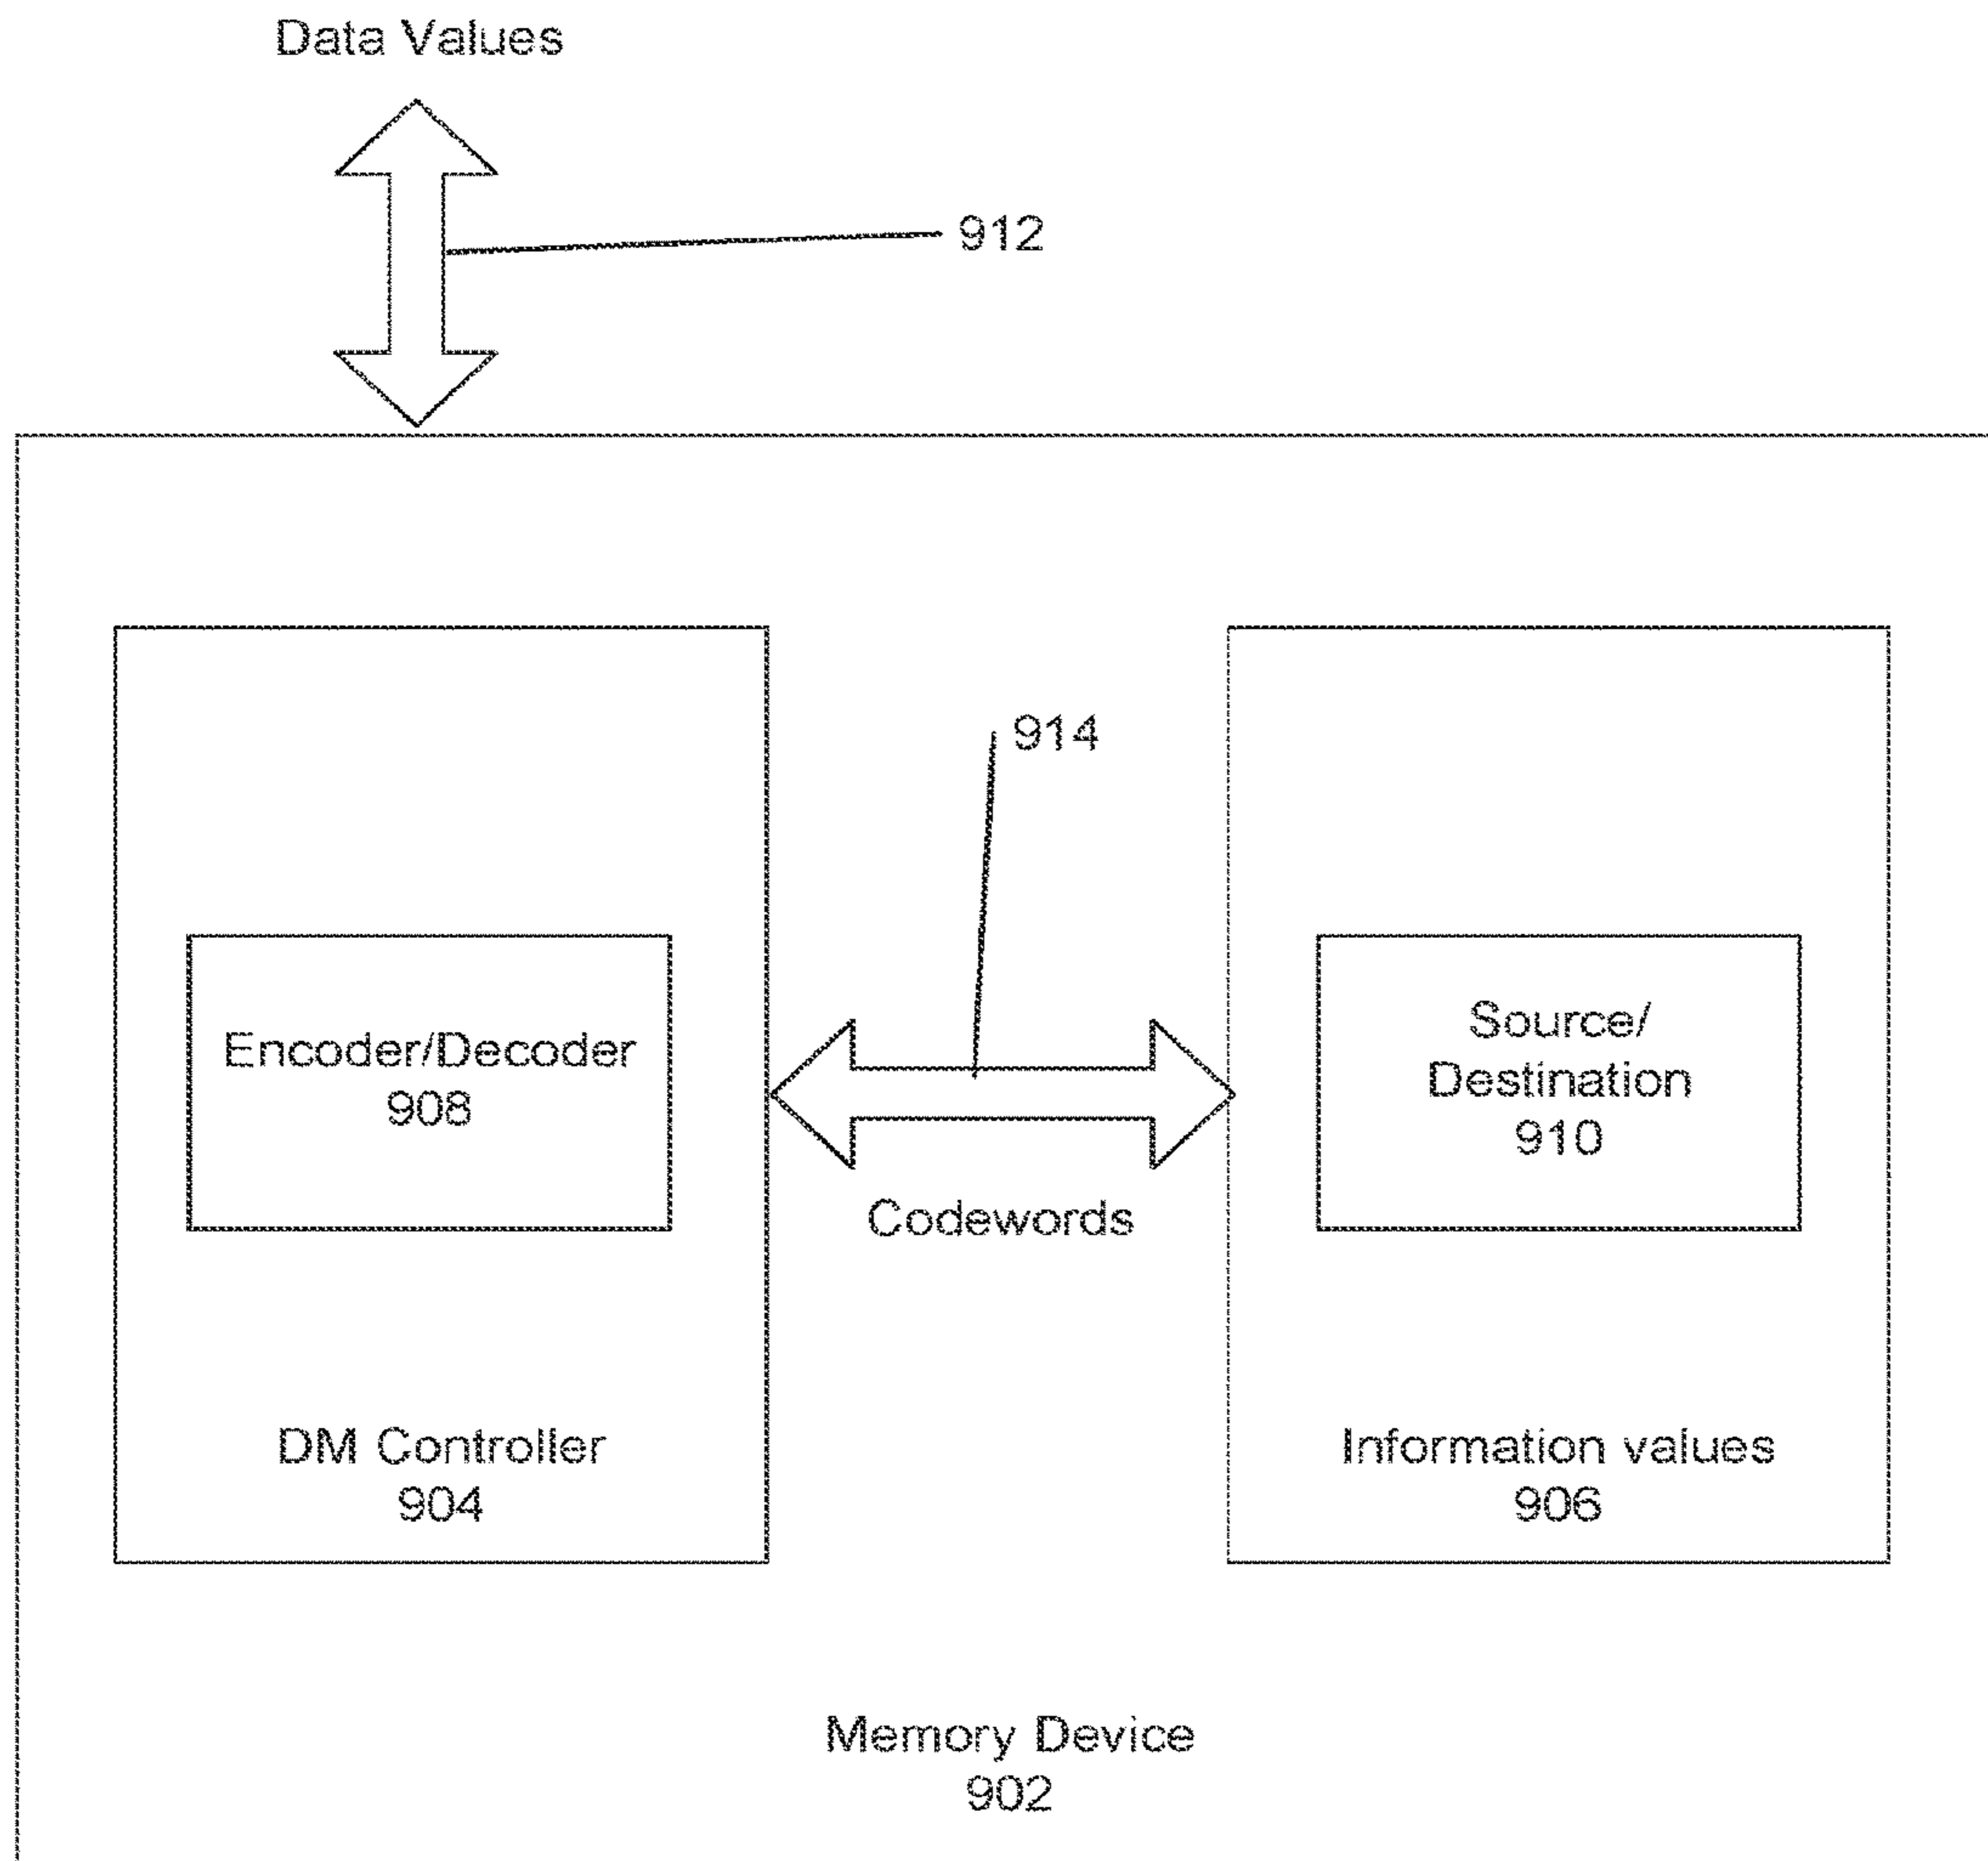 Data Values
912
914
Encoder/Decoder
908
Source/
Destination
910
Codewords
DM Controller
904
Information values
906
Memory Device
902